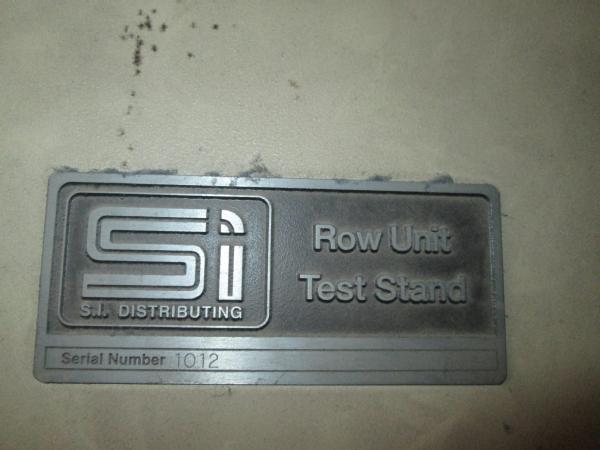 Si
S.I. DISTRIBUTING
Row Unit
Test Stand
Serial Number 1012